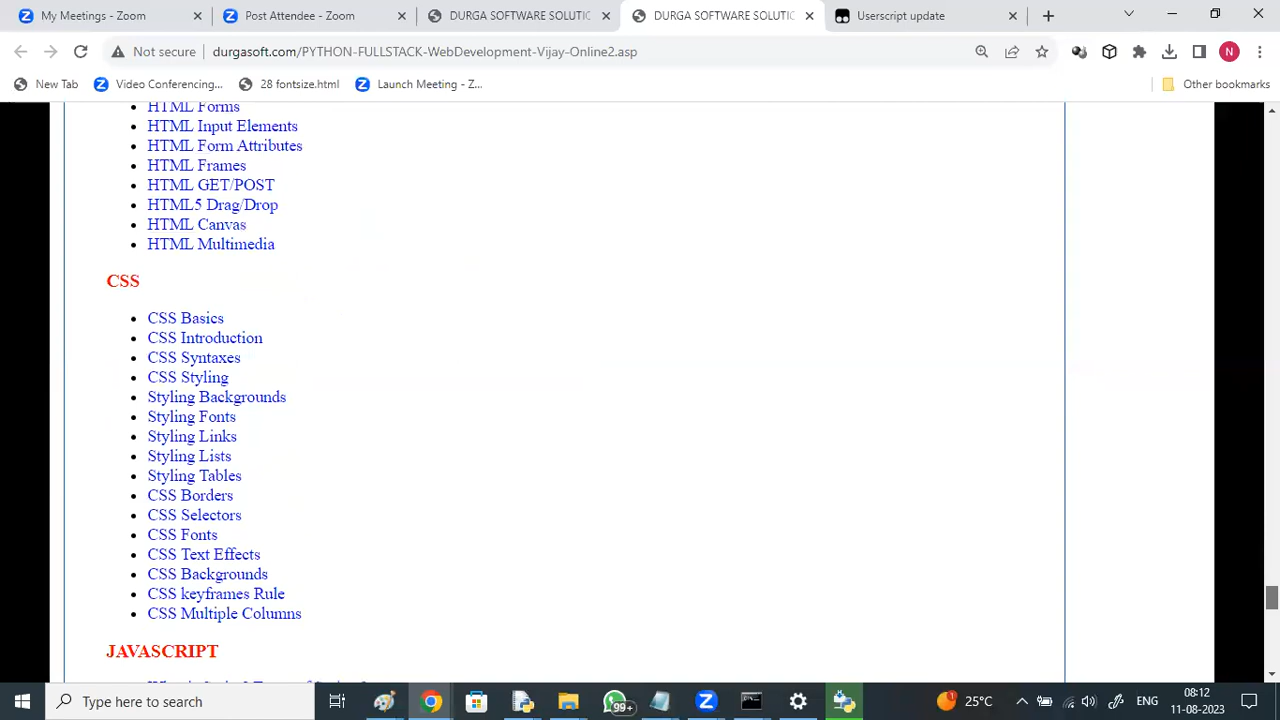 My Meetings - Zoom
Post Attendee - Zoom
DURGA SOFTWARE SOLUTIO
DURGA SOFTWARE SOLUTIO
Userscript update
Not secure
durgasoft.com/PYTHON-FULLSTACK-WebDevelopment-Vijay-Online2.asp
N
New Tab
Video Conferencing...
28 fontsize.html
Launch Meeting - Z...
Other bookmarks
HTML Forms
HTML Input Elements
HTML Form Attributes
HTML Frames
HTML GET/POST
HTML5 Drag/Drop
HTML Canvas
HTML Multimedia
CSS
CSS Basics
CSS Introduction
CSS Syntaxes
CSS Styling
Styling Backgrounds
Styling Fonts
Styling Links
Styling Lists
Styling Tables
CSS Borders
CSS Selectors
CSS Fonts
CSS Text Effects
CSS Backgrounds
CSS keyframes Rule
CSS Multiple Columns
JAVASCRIPT
Type here to search
99+
1
25°C
ENG
08:12
11-08-2023